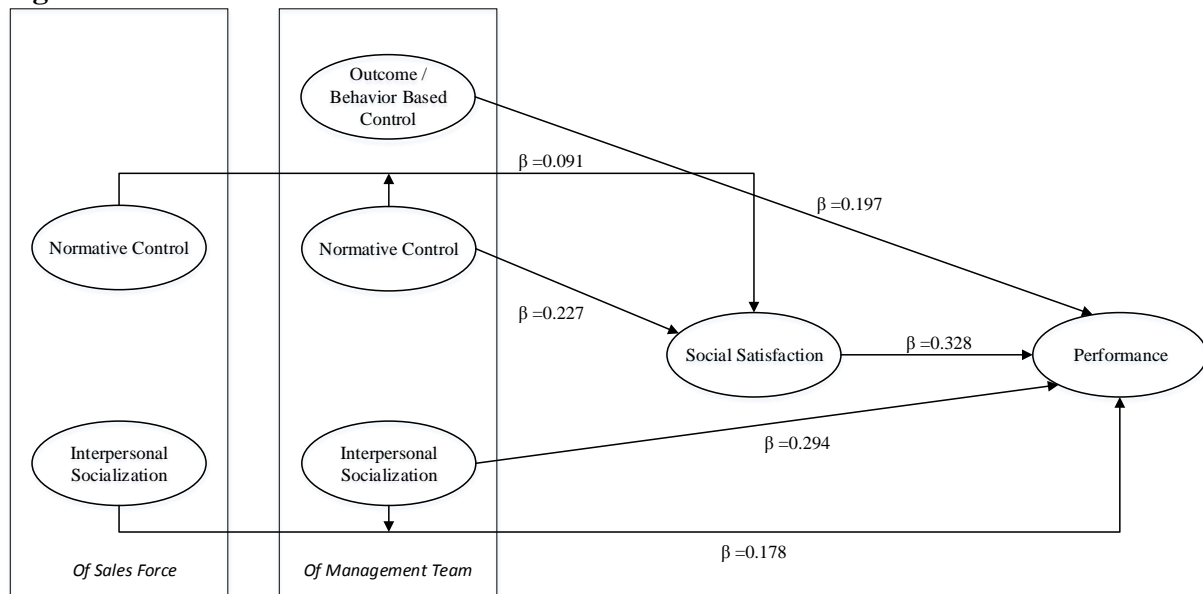 Outcome /
Behavior Based
Control
β =0.091
β =0.197
Normative Control
Normative Control
β =0.227
Social Satisfaction
β =0.328
Performance
Interpersonal
Socialization
Interpersonal
Socialization
β =0.294
β =0.178
Of Sales Force
Of Management Team